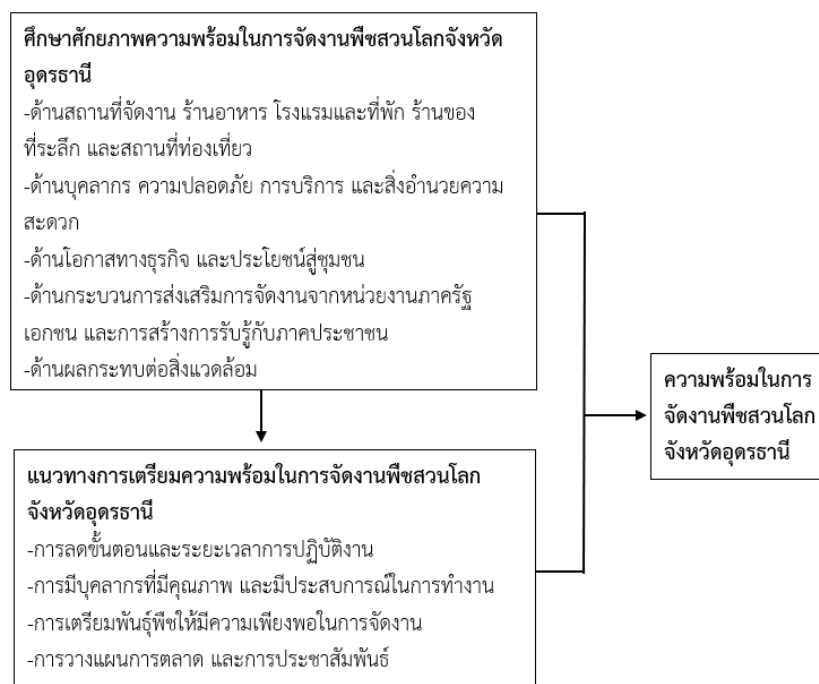 ศึกษาศักยภาพความพร้อมในการจัดงานพืชสวนโลกจังหวัด
อุดรธานี
-ด้านสถานที่จัดงาน ร้านอาหาร โรงแรมและที่พัก ร้านของ
ที่ระลึก และสถานที่ท่องเที่ยว
-ด้านบุคลากร ความปลอดภัย การบริการ และสิ่งอำนวยความ
สะดวก
-ด้านโอกาสทางธุรกิจ และประโยชน์สู่ชุมชน
-ด้านกระบวนการส่งเสริมการจัดงานจากหน่วยงานภาครัฐ
เอกชน และการสร้างการรับรู้กับภาคประชาชน
-ด้านผลกระทบต่อสิ่งแวดล้อม
แนวทางการเตรียมความพร้อมในการจัดงานพืชสวนโลก
จังหวัดอุดรธานี
-การลดขั้นตอนและระยะเวลาการปฏิบัติงาน
-การมีบุคลากรที่มีคุณภาพ และมีประสบการณ์ในการทำงาน
-การเตรียมพันธุ์พืชให้มีความเพียงพอในการจัดงาน
-การวางแผนการตลาด และการประชาสัมพันธ์
ความพร้อมในการ
จัดงานพืชสวนโลก
จังหวัดอุดรธานี